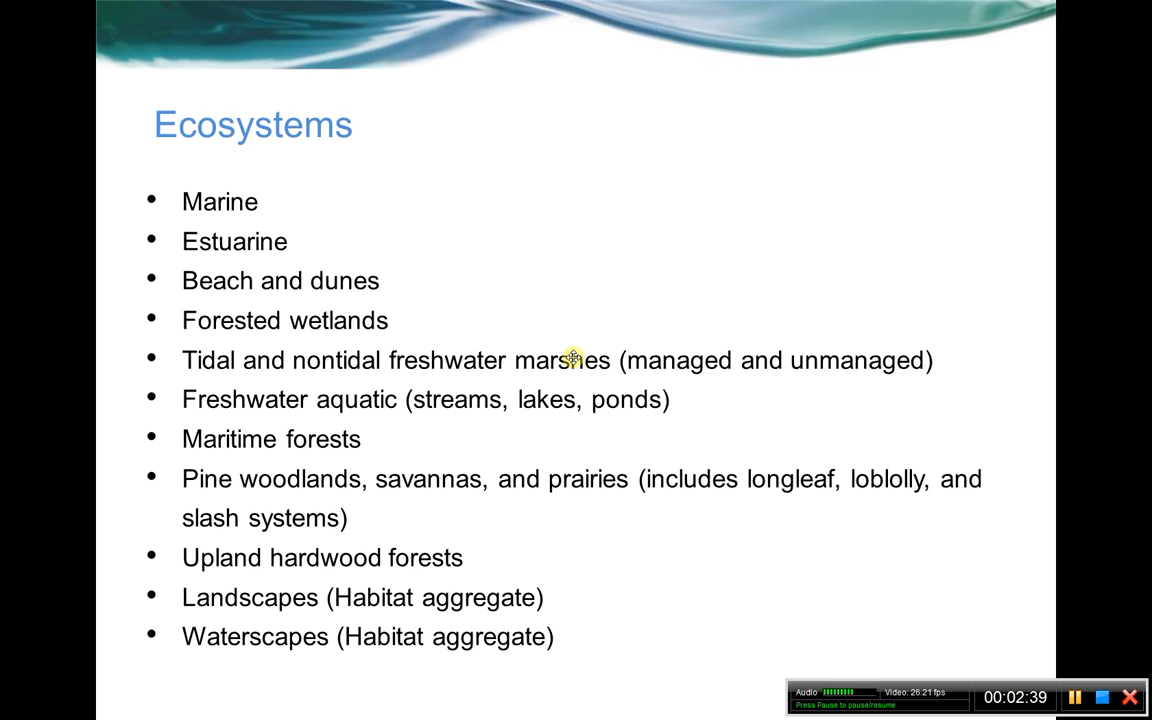 Ecosystems
• Marine
• Estuarine
• Beach and dunes
• Forested wetlands
• Tidal and nontidal freshwater marshes (managed and unmanaged)
• Freshwater aquatic (streams, lakes, ponds)
• Maritime forests
• Pine woodlands, savannas, and prairies (includes longleaf, loblolly, and
slash systems)
• Upland hardwood forests
• Landscapes (Habitat aggregate)
• Waterscapes (Habitat aggregate)
Audio Video: 26.21 fps
Press Pause to pause/resume
00:02:39